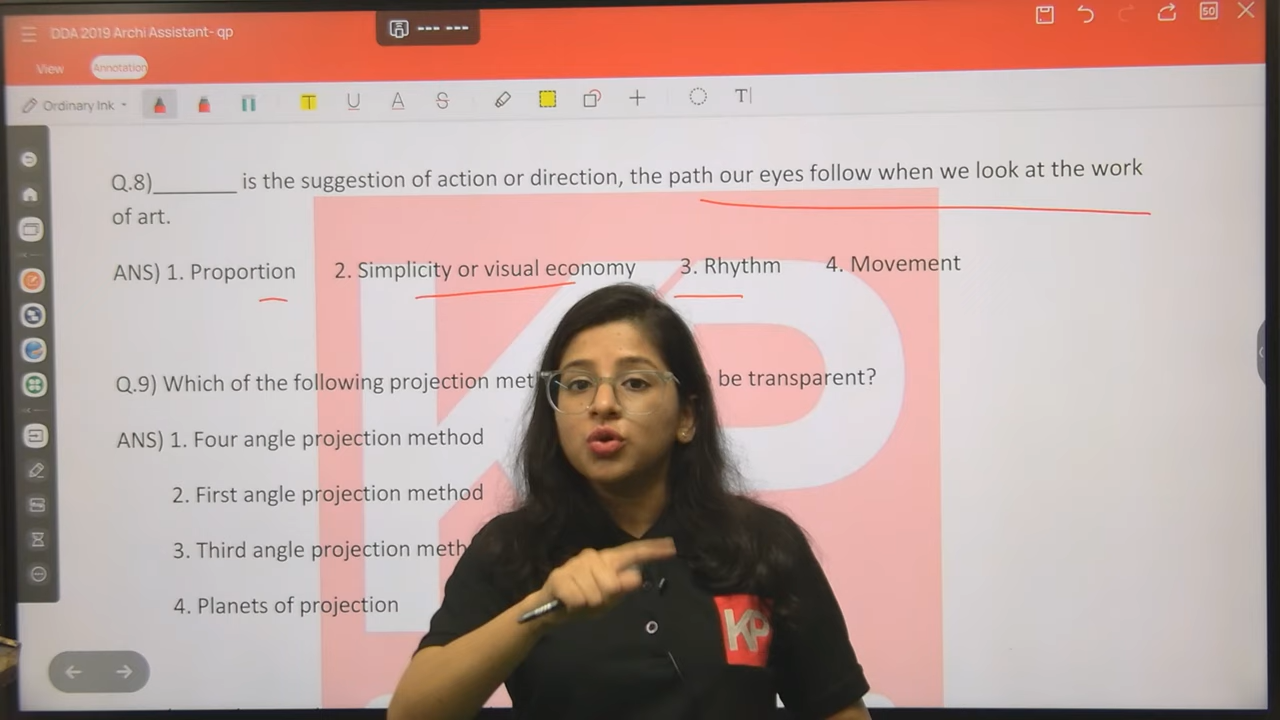 DDA 2019 Archi Assistant- qp
50
View
Annotation
Ordinary Ink
T U A S T
Q.8)_______ is the suggestion of action or direction, the path our eyes follow when we look at the work
of art.
ANS) 1. Proportion 2. Simplicity or visual economy 3. Rhythm 4. Movement
Q.9) Which of the following projection be transparent?
ANS) 1. Four angle projection method
2. First angle projection method
3. Third angle projection
4. Planets of projection
KP
KP